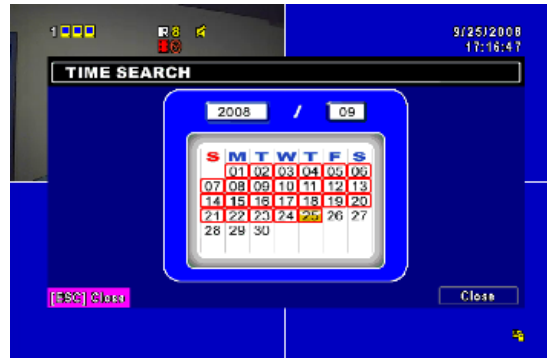 1
R8
9/25/2008
17:16:47
TIME SEARCH
2008 / 09
S M T W T F S
01 02 03 04 05 06
07 08 09 10 11 12 13
14 15 16 17 18 19 20
21 22 23 24 25 26 27
28 29 30
[ESC] Close
Close